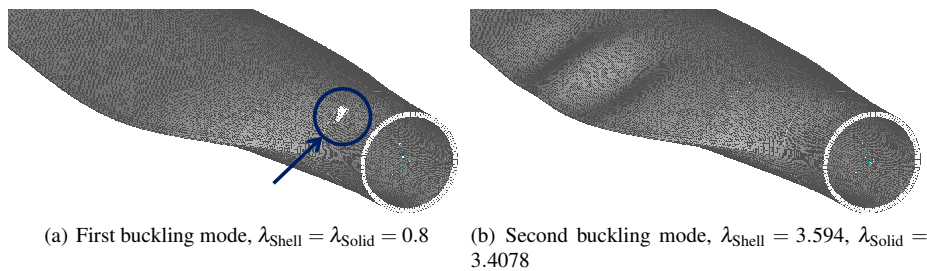 (a) First buckling mode, λShell = λSolid = 0.8
(b) Second buckling mode, λShell = 3.594, λSolid =
3.4078